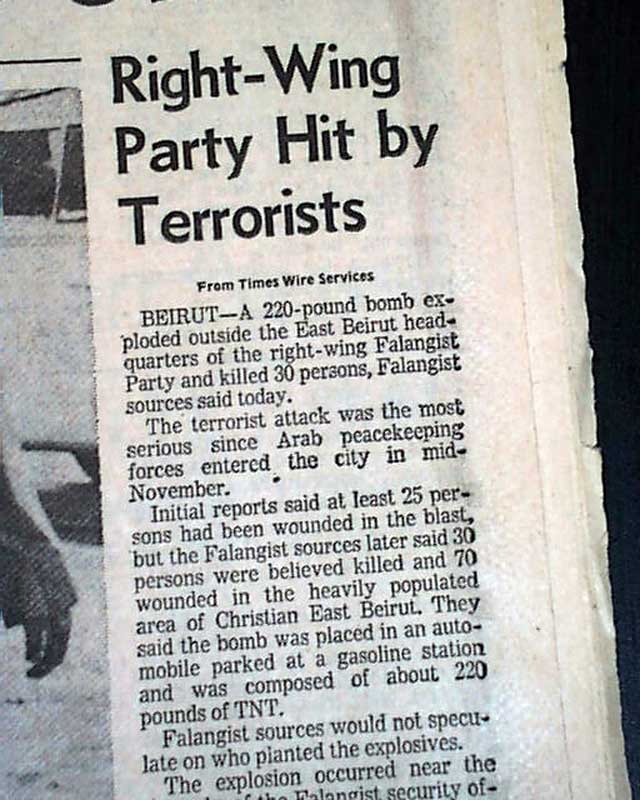 Right-Wing
Party Hit by
Terrorists
From Times Wire Services
BEIRUT—A 220-pound bomb ex-
ploded outside the East Beirut head-
quarters of the right-wing Falangist
Party and killed 30 persons, Falangist
sources said today.
The terrorist attack was the most
serious since Arab peacekeeping
forces entered the city in mid-
November.
Initial reports said at least 25 per-
sons had been wounded in the blast,
but the Falangist sources later said 30
persons were believed killed and 70
wounded in the heavily populated
area of Christian East Beirut. They
said the bomb was placed in an auto-
mobile parked at a gasoline station
and was composed of about 220
pounds of TNT.
Falangist sources would not specu-
late on who planted the explosives.
The explosion occurred near the
of the Falangist security of-